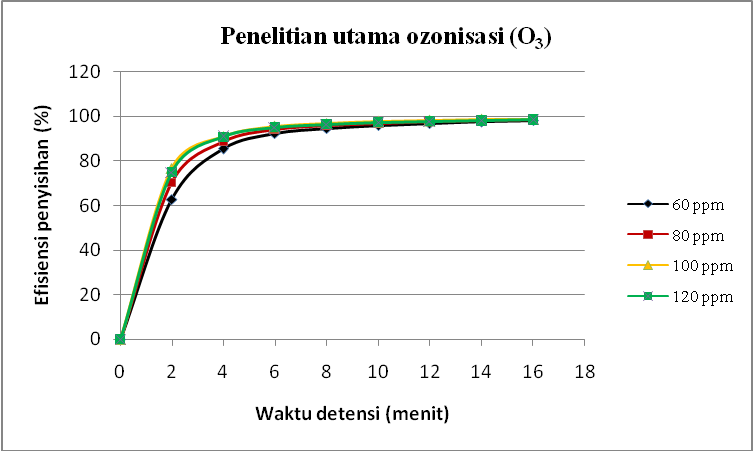 Penelitian utama ozonisasi (O₃)
120
100
80
60
40
20
0
0 2 4 6 8 10 12 14 16 18
Efisiensi penyisihan (%)
Waktu detensi (menit)
60 ppm
80 ppm
100 ppm
120 ppm